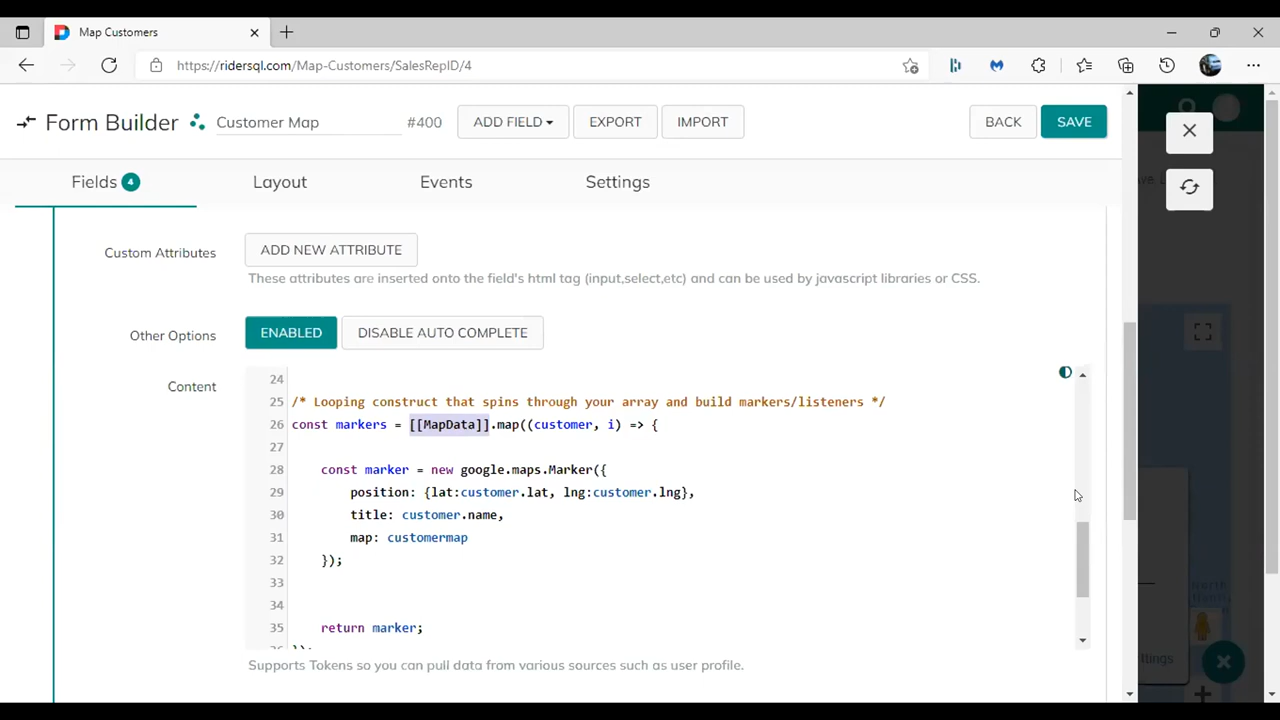 Map Customers
https://ridersql.com/Map-Customers/SalesRepID/4
Form Builder
Customer Map
#400
ADD FIELD
EXPORT
IMPORT
BACK
SAVE
Fields 4
Layout
Events
Settings
Custom Attributes
ADD NEW ATTRIBUTE
These attributes are inserted onto the field's html tag (input,select,etc) and can be used by javascript libraries or CSS.
Other Options
ENABLED
DISABLE AUTO COMPLETE
Content
24
25 /* Looping construct that spins through your array and build markers/listeners */
26 const markers = [[MapData]].map((customer, i) => {
27
28 const marker = new google.maps.Marker({
29 position: {lat:customer.lat, lng:customer.lng},
30 title: customer.name,
31 map: customermap
32 });
33
34
35 return marker;
Supports Tokens so you can pull data from various sources such as user profile.